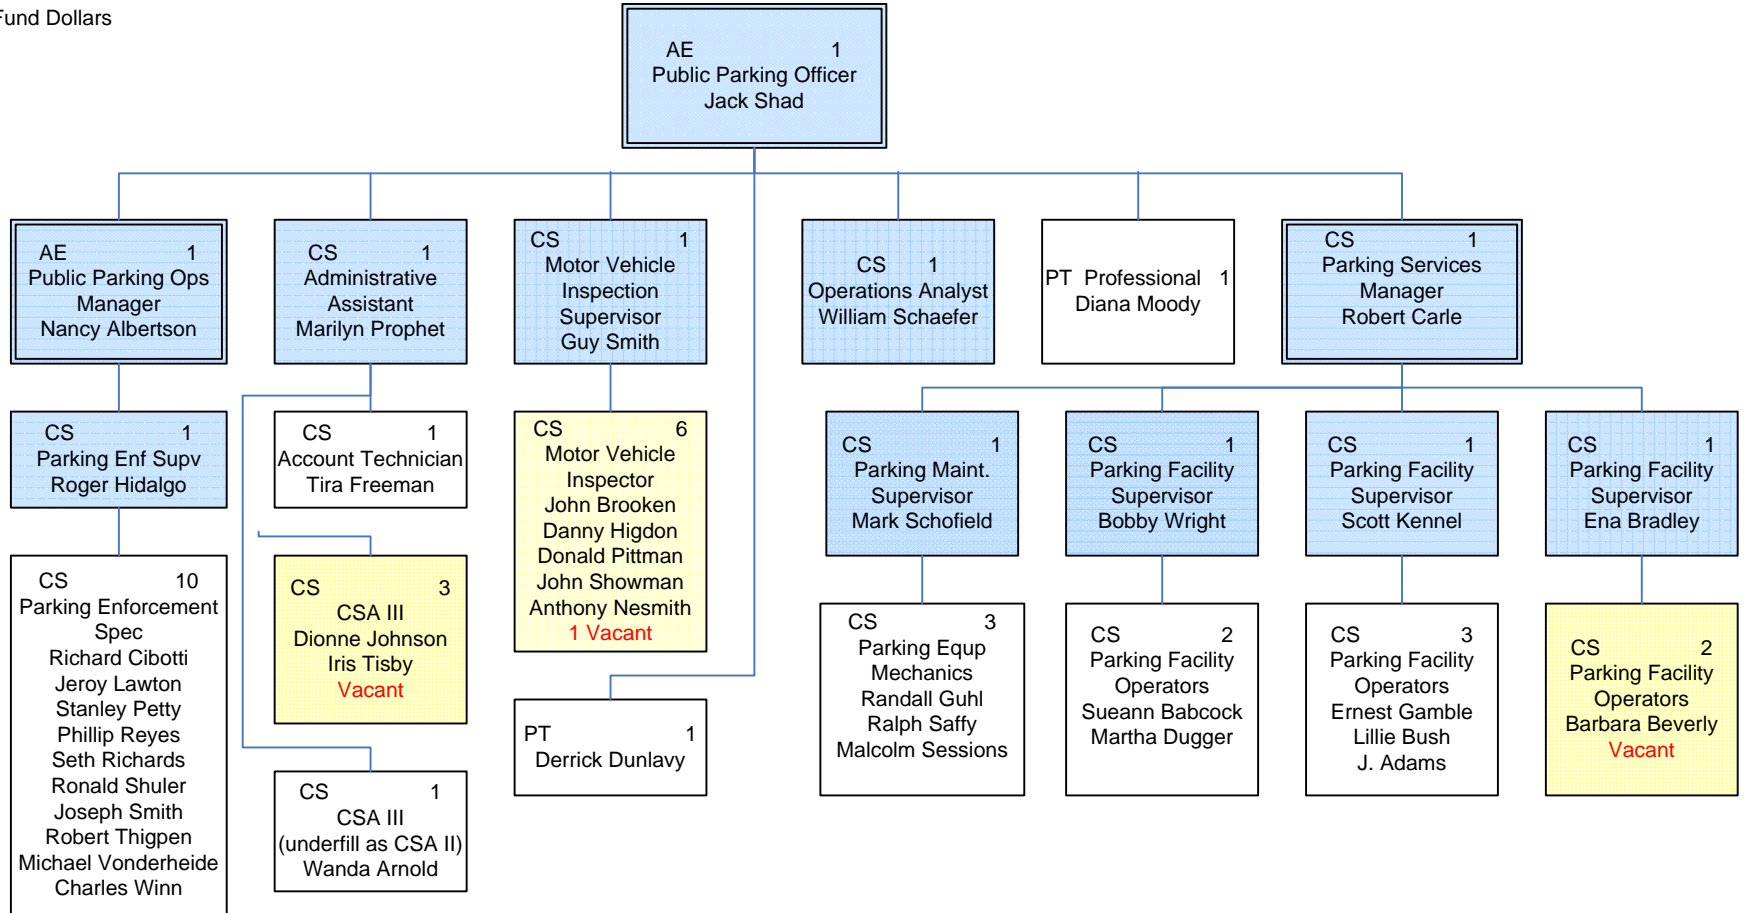 Fund Dollars
AE 1
Public Parking Officer
Jack Shad
AE 1
Public Parking Ops
Manager
Nancy Albertson
CS 1
Administrative
Assistant
Marilyn Prophet
CS 1
Motor Vehicle
Inspection
Supervisor
Guy Smith
CS 1
Operations Analyst
William Schaefer
PT Professional 1
Diana Moody
CS 1
Parking Services
Manager
Robert Carle
CS 1
Parking Enf Supv
Roger Hidalgo
CS 1
Account Technician
Tira Freeman
CS 6
Motor Vehicle
Inspector
John Brooken
Danny Higdon
Donald Pittman
John Showman
Anthony Nesmith
1 Vacant
CS 1
Parking Maint.
Supervisor
Mark Schofield
CS 1
Parking Facility
Supervisor
Bobby Wright
CS 1
Parking Facility
Supervisor
Scott Kennel
CS 1
Parking Facility
Supervisor
Ena Bradley
CS 10
Parking Enforcement
Spec
Richard Cibotti
Jeroy Lawton
Stanley Petty
Phillip Reyes
Seth Richards
Ronald Shuler
Joseph Smith
Robert Thigpen
Michael Vonderheide
Charles Winn
CS 3
CSA III
Dionne Johnson
Iris Tisby
Vacant
CS 1
CSA III
(underfill as CSA II)
Wanda Arnold
PT 1
Derrick Dunlavy
CS 3
Parking Equp
Mechanics
Randall Guhl
Ralph Saffy
Malcolm Sessions
CS 2
Parking Facility
Operators
Sueann Babcock
Martha Dugger
CS 3
Parking Facility
Operators
Ernest Gamble
Lillie Bush
J. Adams
CS 2
Parking Facility
Operators
Barbara Beverly
Vacant